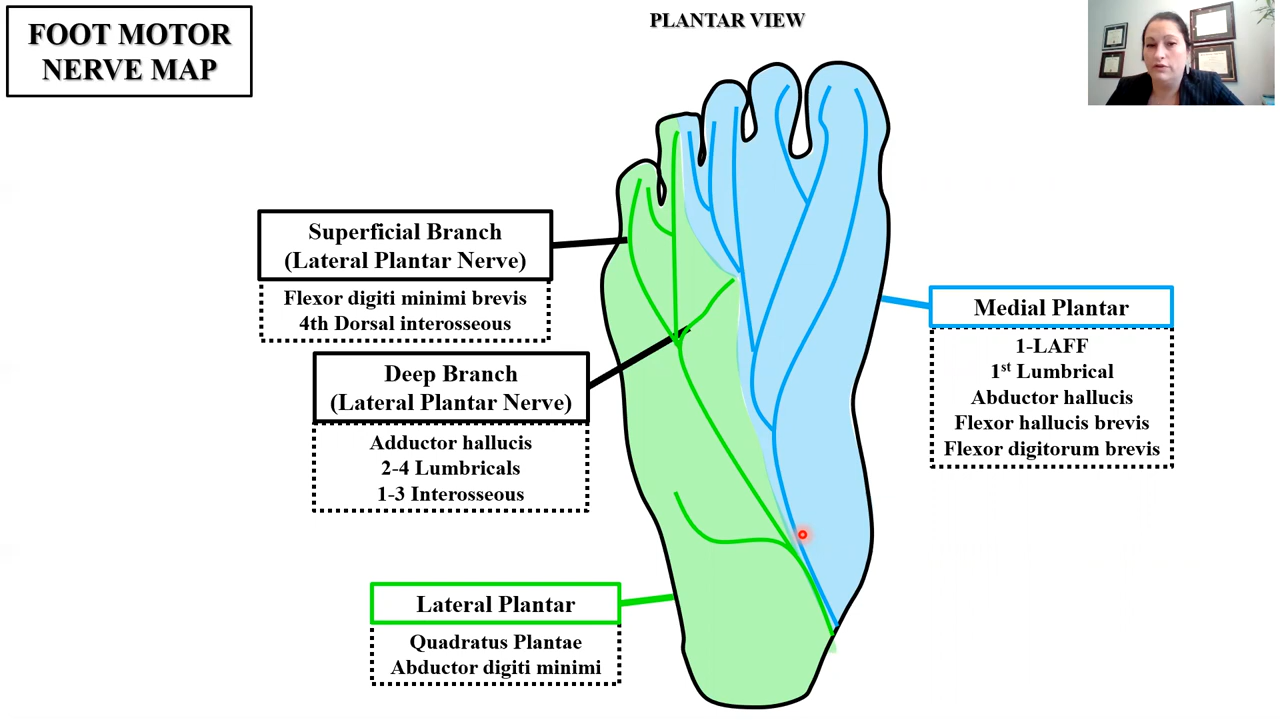 FOOT MOTOR
NERVE MAP
PLANTAR VIEW
Superficial Branch
(Lateral Plantar Nerve)
Flexor digiti minimi brevis
4th Dorsal interosseous
Deep Branch
(Lateral Plantar Nerve)
Adductor hallucis
2-4 Lumbricals
1-3 Interosseous
Lateral Plantar
Quadratus Plantae
Abductor digiti minimi
Medial Plantar
1-LAFF
1st Lumbrical
Abductor hallucis
Flexor hallucis brevis
Flexor digitorum brevis